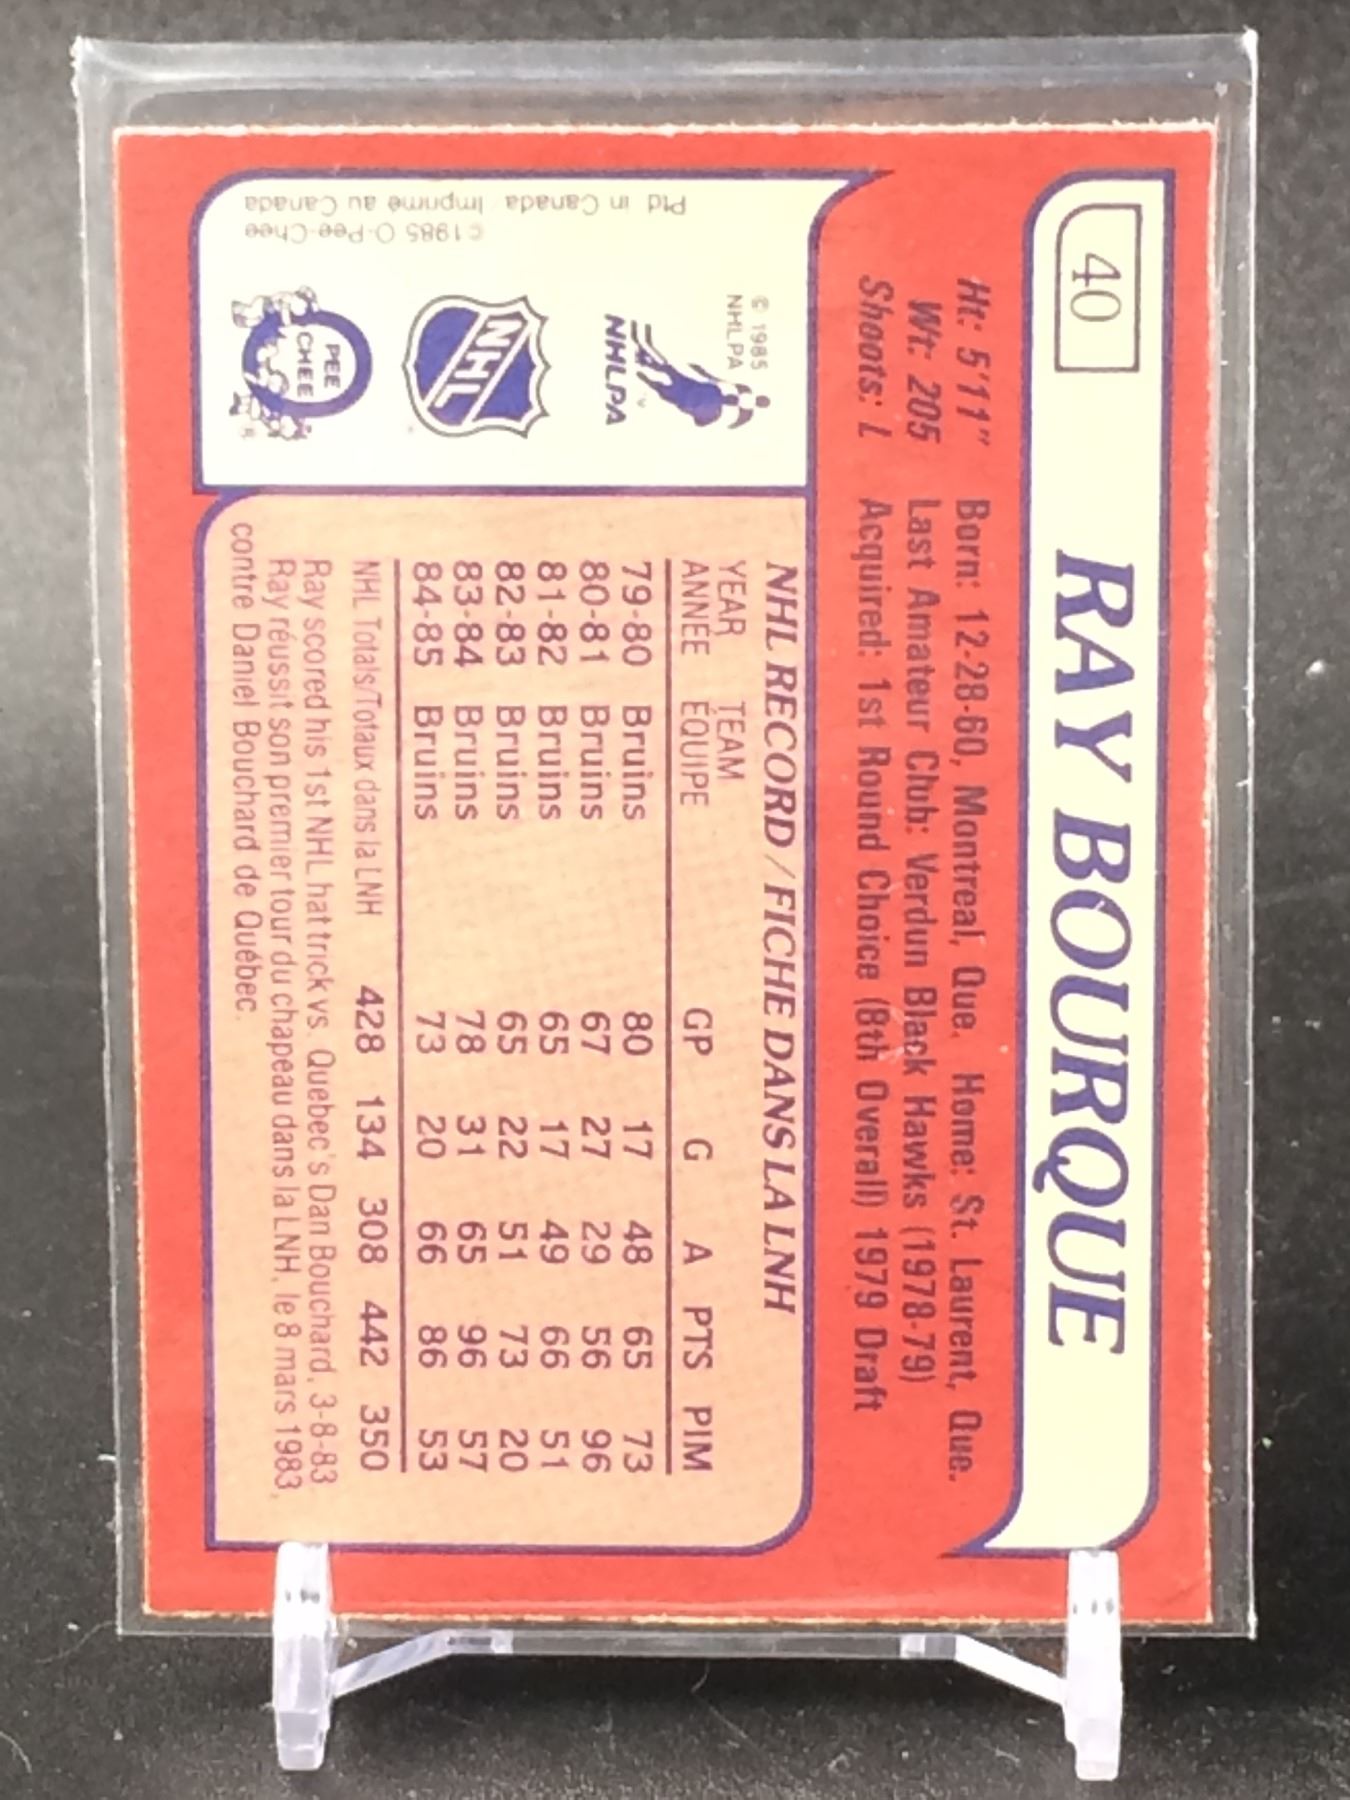 40
RAY BOURQUE
Ht: 5'11" Born: 12-28-60, Montreal, Que. Home: St. Laurent, Que.
Wt: 205 Last Amateur Club: Verdun Black Hawks (1978-79)
Shoots: L Acquired: 1st Round Choice (8th Overall) 1979 Draft
© 1985
NHLPA
NHLPA
NHL
PEE
CHEE
©1985 O-Pee-Chee
Ptd. in Canada/Imprimé au Canada
NHL RECORD/FICHE DANS LA LNH
YEAR TEAM
ANNÉE ÉQUIPE GP G A PTS PIM
79-80 Bruins 80 17 48 65 73
80-81 Bruins 67 27 29 56 96
81-82 Bruins 65 17 49 66 51
82-83 Bruins 65 22 51 73 20
83-84 Bruins 78 31 65 96 57
84-85 Bruins 73 20 66 86 53
NHL Totals/Totaux dans la LNH 428 134 308 442 350
Ray scored his 1st NHL hat trick vs. Quebec's Dan Bouchard, 3-8-83
Ray réussit son premier tour du chapeau dans la LNH, le 8 mars 1983,
contre Daniel Bouchard de Québec.